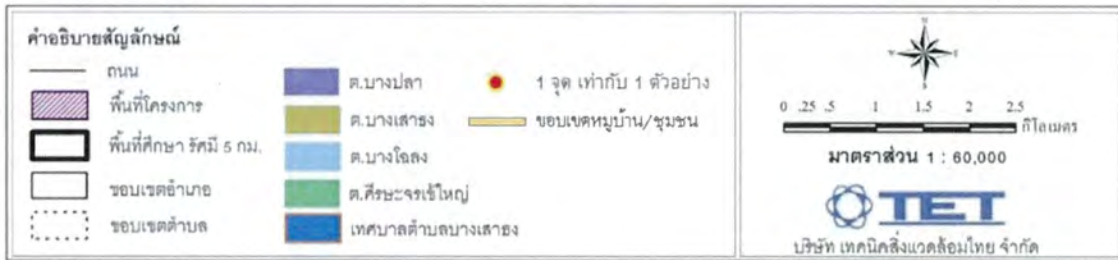 คำอธิบายสัญลักษณ์
ถนน
พื้นที่โครงการ
พื้นที่ศึกษา รัศมี 5 กม.
ขอบเขตอำเภอ
ขอบเขตตำบล
ต.บางปลา
ต.บางเสาธง
ต.บางโฉลง
ต.ศีรษะจรเข้ใหญ่
เทศบาลตำบลบางเสาธง
1 จุด เท่ากับ 1 ตัวอย่าง
ขอบเขตหมู่บ้าน/ชุมชน
0 .25 .5 1 1.5 2 2.5
กิโลเมตร
มาตราส่วน 1 : 60,000
TET
บริษัท เทคนิคสิ่งแวดล้อมไทย จำกัด